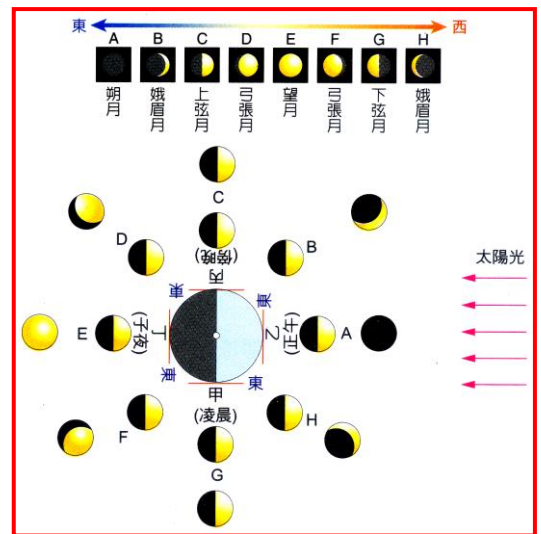 東 西
A B C D E F G H
朔月 娥眉月 上弦月 弓張月 望月 弓張月 下弦月 娥眉月
C
D B
(傍晚)
丙
太陽光
東 東
E (子夜) 丁 乙 (正午) A
東 東
甲
(凌晨)
F H
G